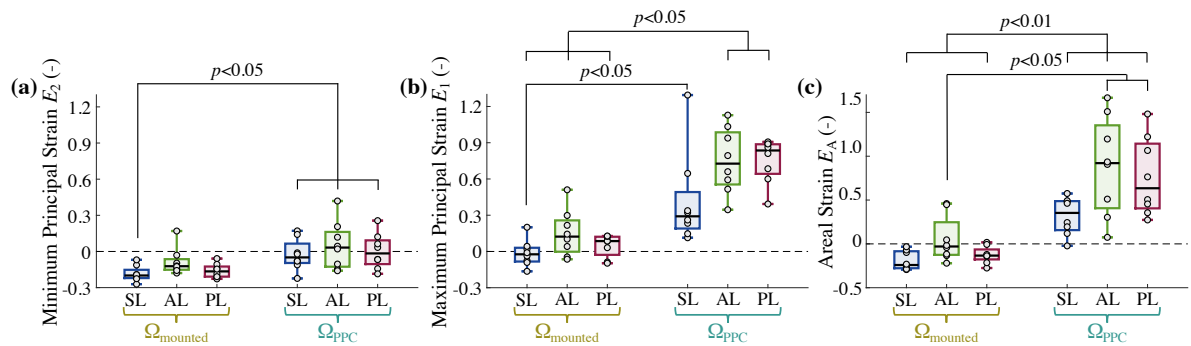 (a)
Minimum Principal Strain E₂ (-)
p<0.05
1.2
0.9
0.6
0.3
0
-0.3
SL AL PL SL AL PL
Ωmounted ΩPPC
(b)
Maximum Principal Strain E₁ (-)
p<0.05
p<0.05
1.2
0.9
0.6
0.3
0
-0.3
SL AL PL SL AL PL
Ωmounted ΩPPC
(c)
Areal Strain EA (-)
p<0.01
p<0.05
1.5
1.0
0.5
0
-0.5
SL AL PL SL AL PL
Ωmounted ΩPPC